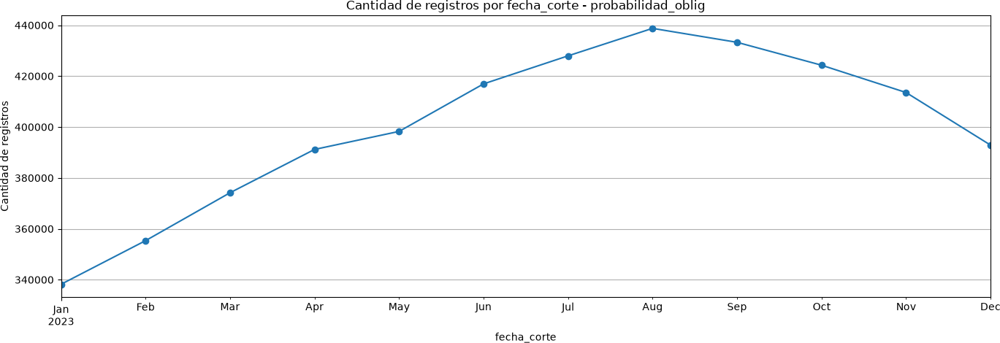 Cantidad de registros por fecha_corte - probabilidad_oblig
Cantidad de registros
440000
420000
400000
380000
360000
340000
Jan Feb Mar Apr May Jun Jul Aug Sep Oct Nov Dec
2023
fecha_corte